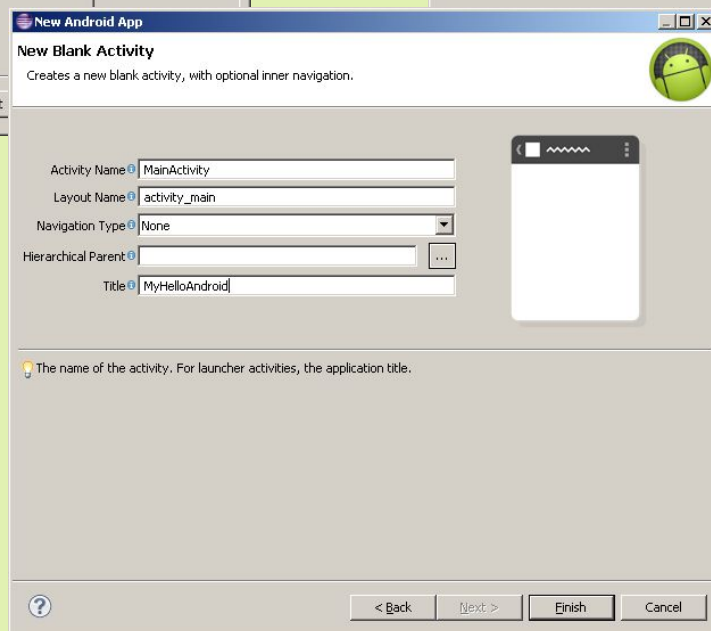 New Android App
New Blank Activity
Creates a new blank activity, with optional inner navigation.
Activity Name MainActivity
Layout Name activity_main
Navigation Type None
Hierarchical Parent ...
Title MyHelloAndroid
The name of the activity. For launcher activities, the application title.
< Back Next > Finish Cancel